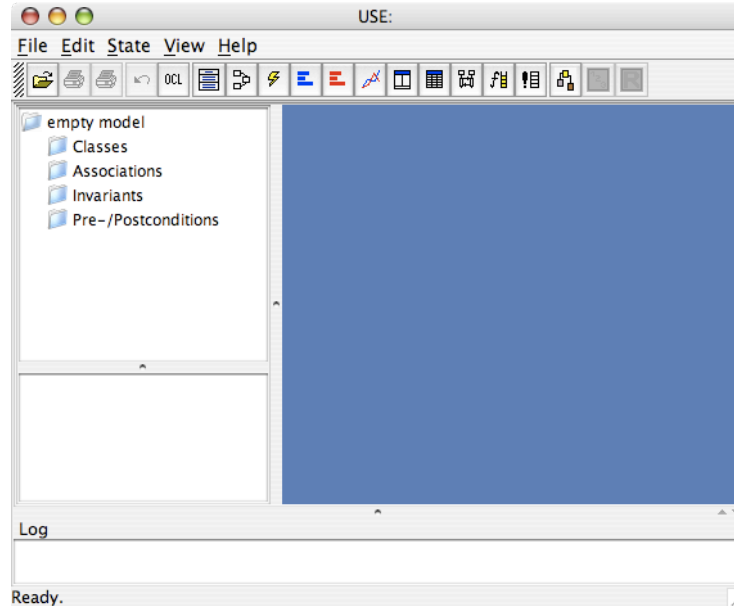 USE:
File Edit State View Help
OCL
empty model
Classes
Associations
Invariants
Pre-/Postconditions
Log
Ready.